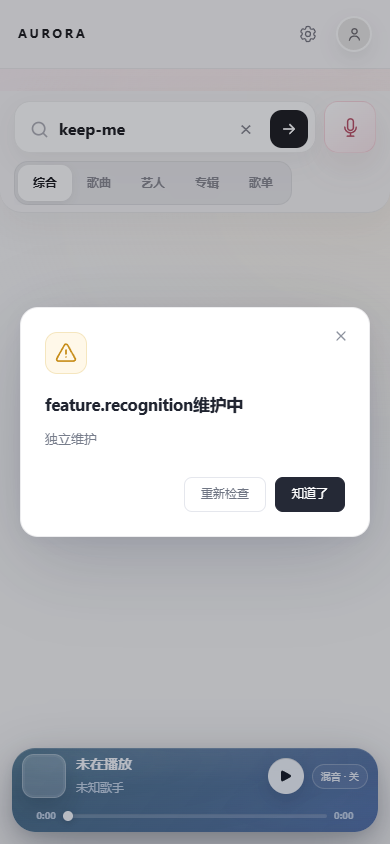 AURORA
keep-me
综合 歌曲 艺人 专辑 歌单
feature.recognition维护中
独立维护
重新检查 知道了
未在播放
未知歌手
混音 · 关
0:00 0:00